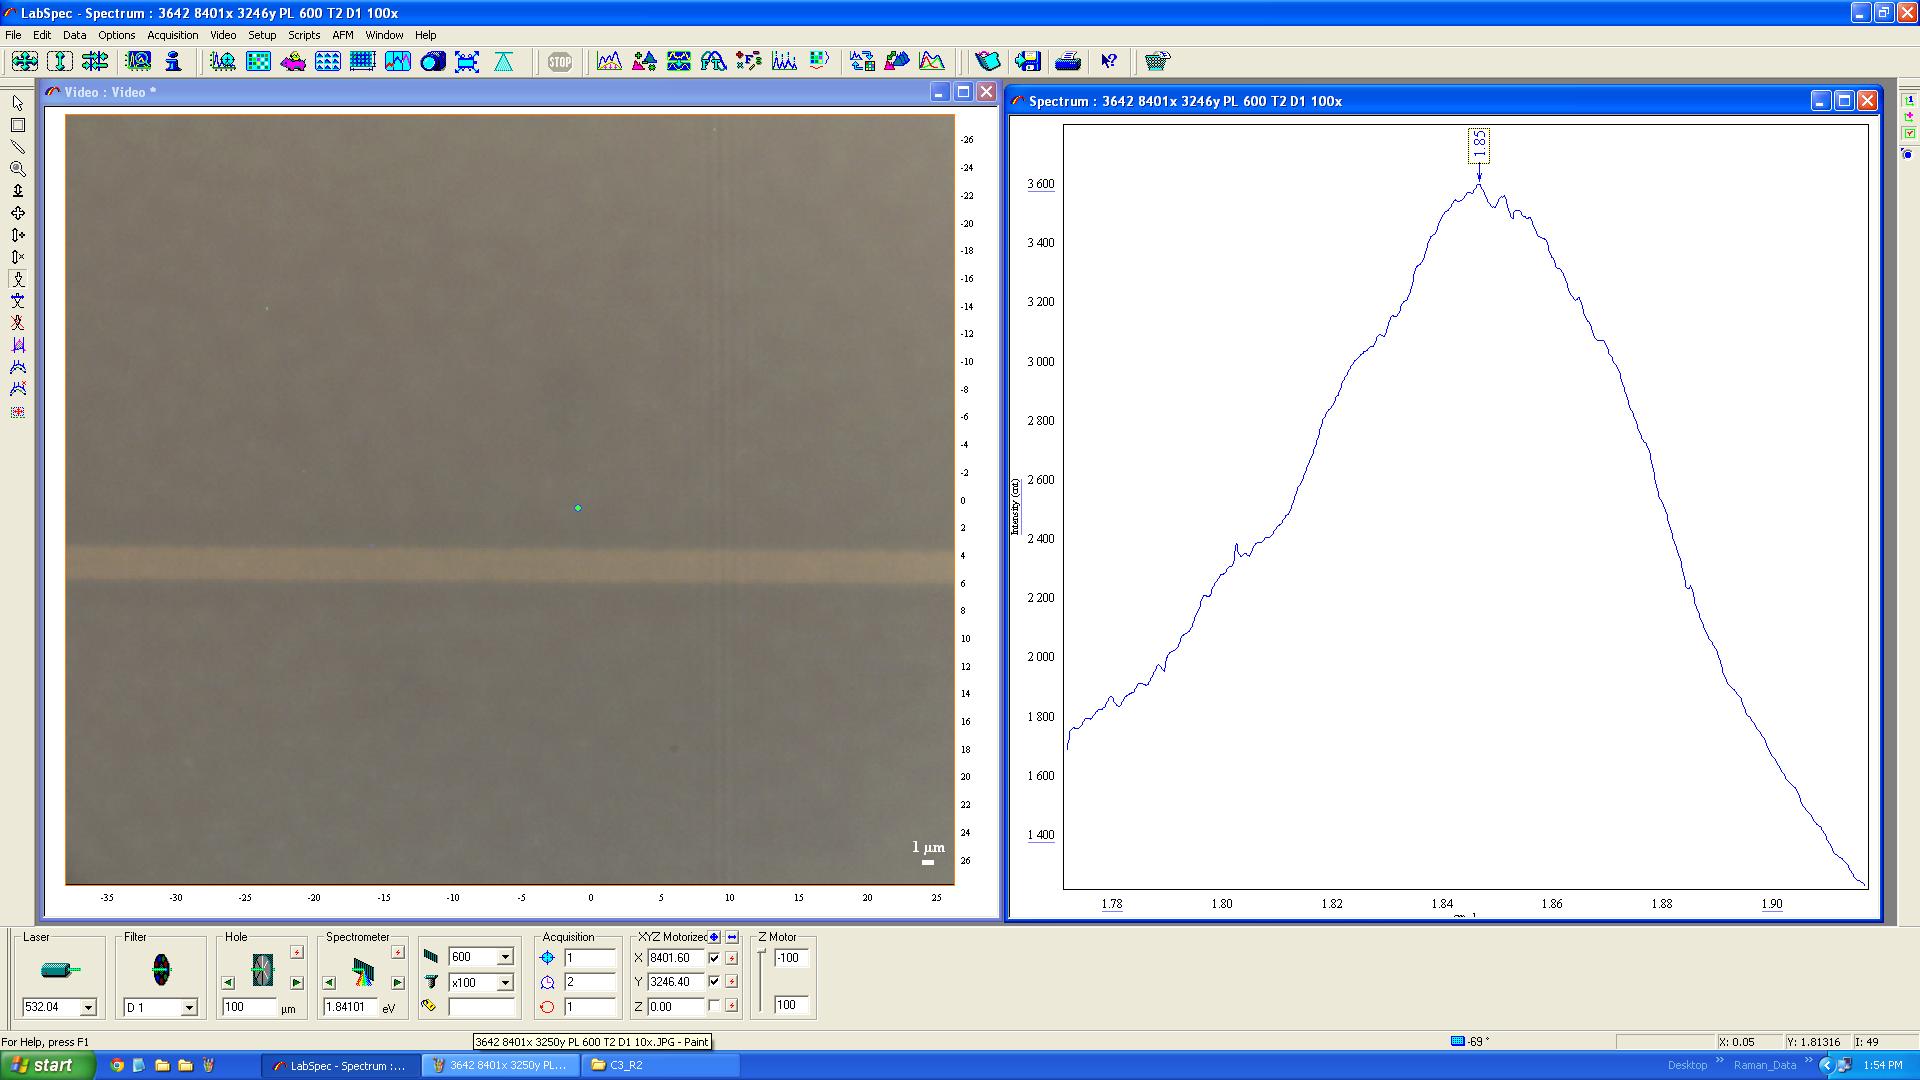 LabSpec - Spectrum : 3642 8401x 3246y PL 600 T2 D1 100x
File Edit Data Options Acquisition Video Setup Scripts AFM Window Help
STOP
Video : Video *
-26
-24
-22
-20
-18
-16
-14
-12
-10
-8
-6
-4
-2
0
2
4
6
8
10
12
14
16
18
20
22
24
26
1 µm
-35 -30 -25 -20 -15 -10 -5 0 5 10 15 20 25
Spectrum : 3642 8401x 3246y PL 600 T2 D1 100x
1.85
3 600
3 400
3 200
3 000
2 800
2 600
2 400
2 200
2 000
1 800
1 600
1 400
Intensity (cnt)
1.78 1.80 1.82 1.84 1.86 1.88 1.90
Laser Filter Hole Spectrometer Acquisition XYZ Motorized Z Motor
600 1 X 8401.60 -100
x100 2 Y 3246.40
532.04 D 1 100 µm 1.84101 eV 1 Z 0.00 100
For Help, press F1
3642 8401x 3250y PL 600 T2 D1 10x.JPG - Paint
-69 °
X: 0.05 Y: 1.81316 I: 49
start
LabSpec - Spectrum :...
3642 8401x 3250y PL...
C3_R2
Desktop
Raman_Data
1:54 PM